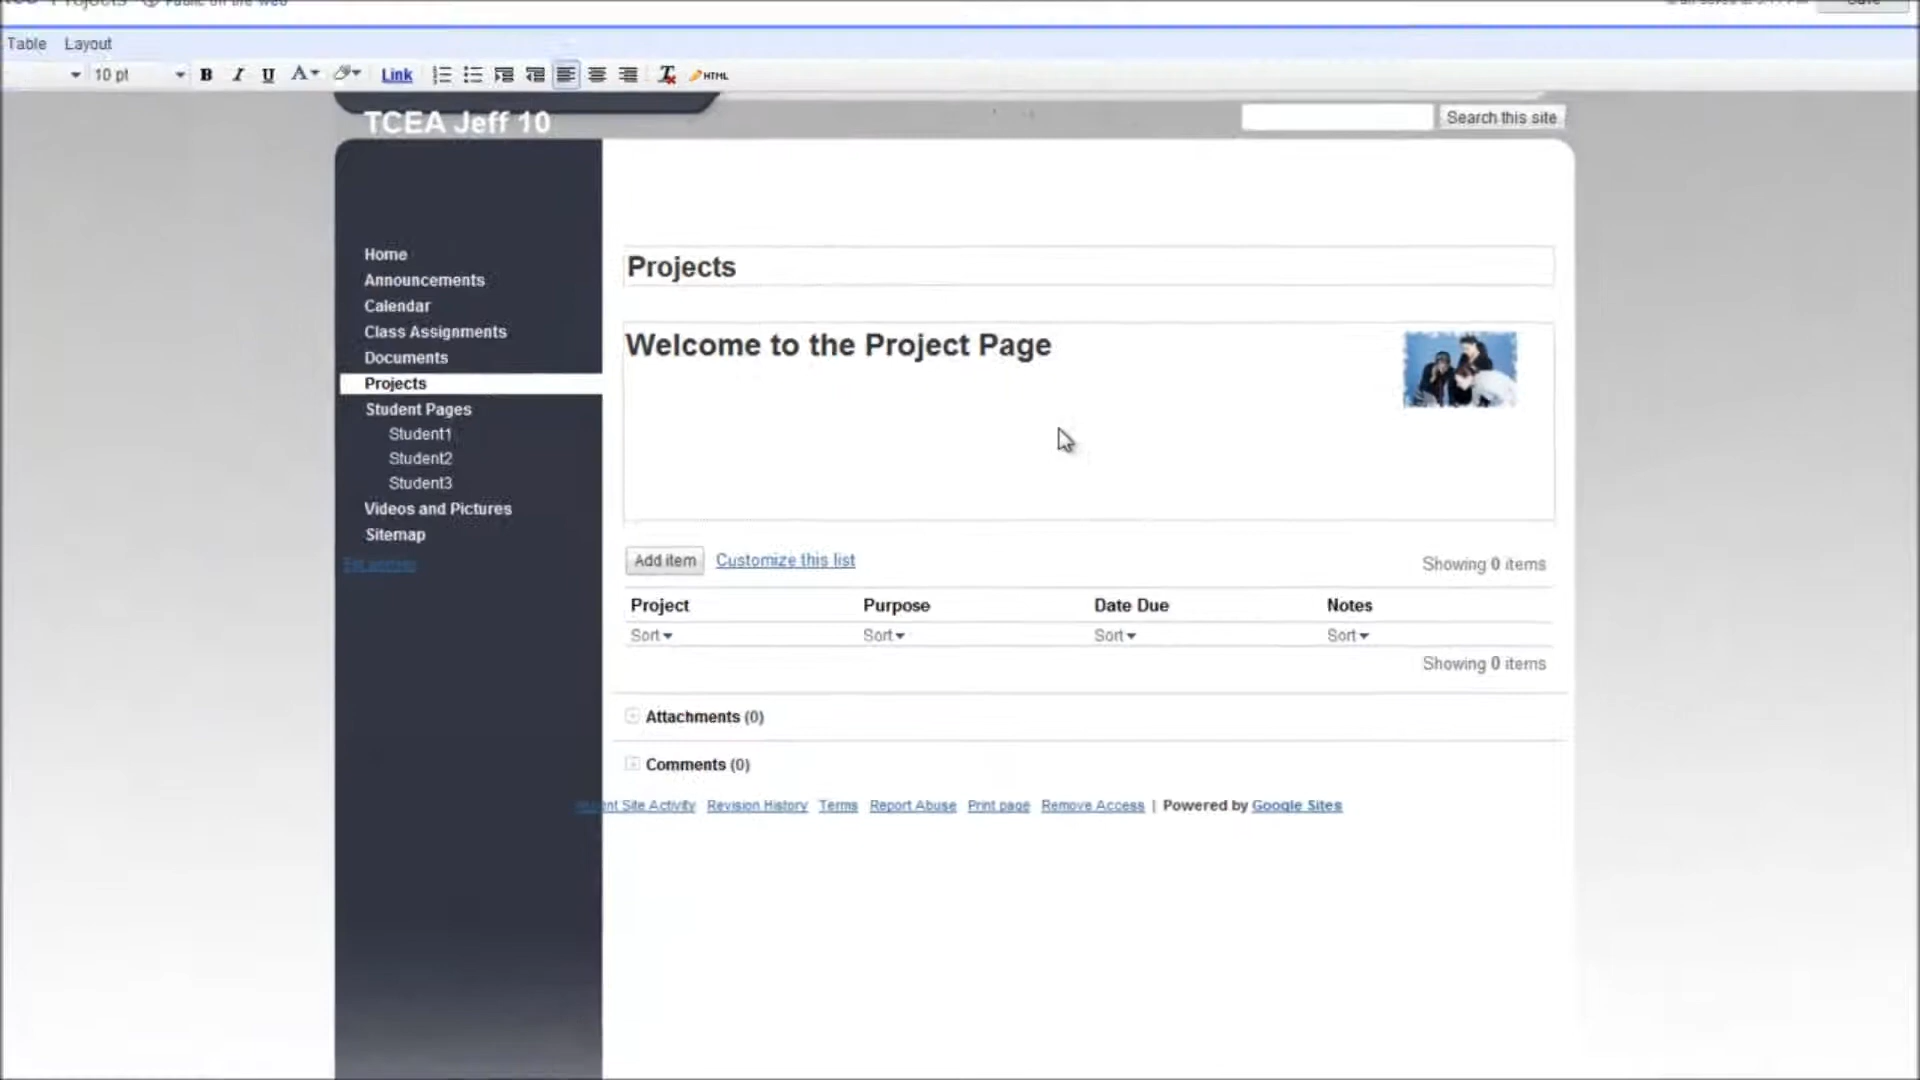 Projects
Table Layout
10 pt B I U A Link HTML
TCEA Jeff 10
Search this site
Home
Announcements
Calendar
Class Assignments
Documents
Projects
Student Pages
Student1
Student2
Student3
Videos and Pictures
Sitemap
Projects
Welcome to the Project Page
Add item Customize this list Showing 0 items
Project Purpose Date Due Notes
Sort Sort Sort Sort
Showing 0 items
Attachments (0)
Comments (0)
Site Activity Revision History Terms Report Abuse Print page Remove Access | Powered by Google Sites